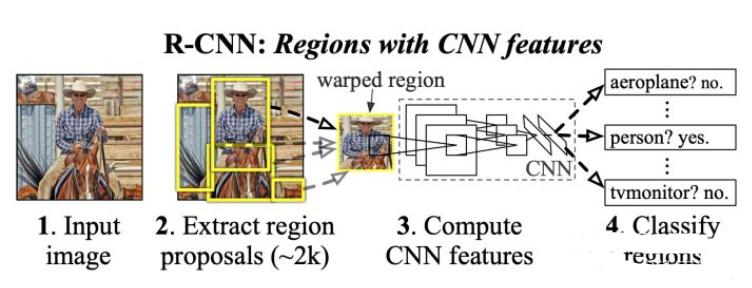 R-CNN: Regions with CNN features
warped region
aeroplane? no.
person? yes.
CNN
tvmonitor? no.
1. Input
image
2. Extract region
proposals (~2k)
3. Compute
CNN features
4. Classify
regions